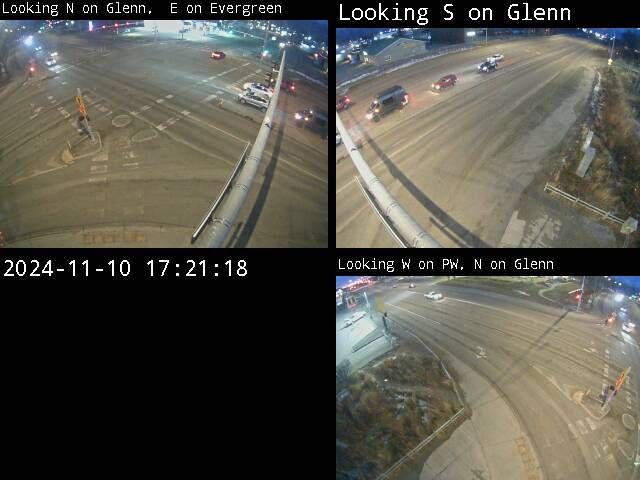 Looking N on Glenn,  E on Evergreen
Looking S on Glenn
2024-11-10 17:21:18
Looking W on PW, N on Glenn